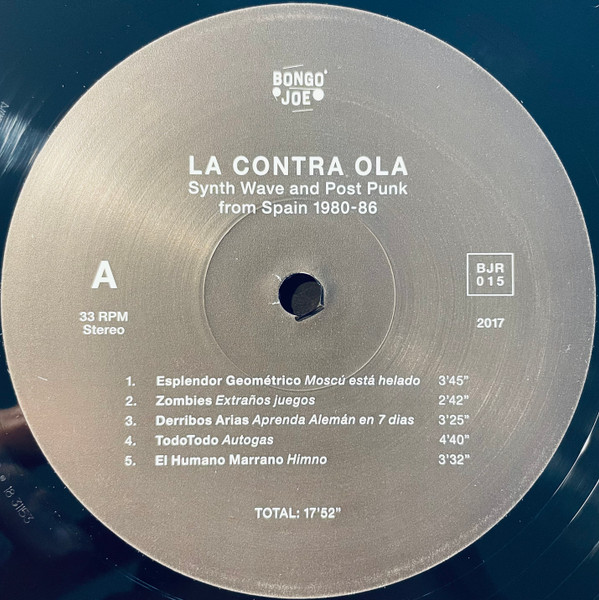 BONGO
JOE
LA CONTRA OLA
Synth Wave and Post Punk
from Spain 1980-86
A
33 RPM
Stereo
BJR
015
2017
1. Esplendor Geométrico Moscú está helado 3'45"
2. Zombies Extraños juegos 2'42"
3. Derribos Arias Aprenda Alemán en 7 dias 3'25"
4. TodoTodo Autogas 4'40"
5. El Humano Marrano Himno 3'32"
TOTAL: 17'52"